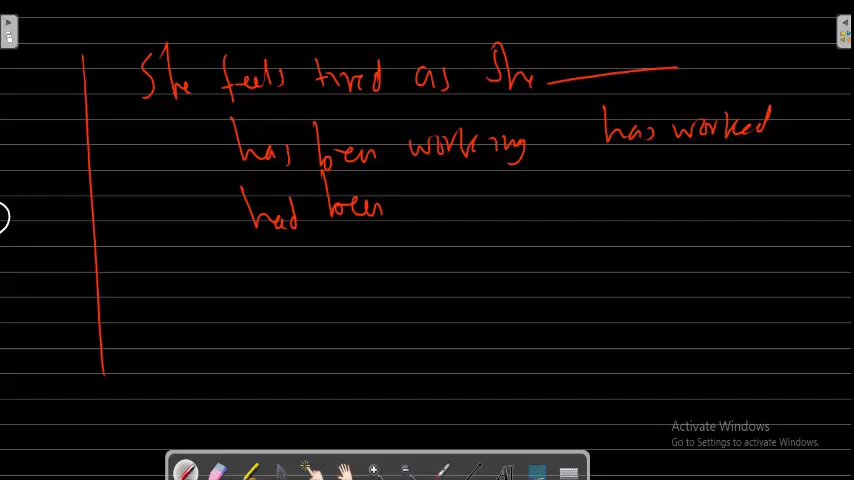 She feels tired as She
has been working has worked
had been
Activate Windows
Go to Settings to activate Windows.